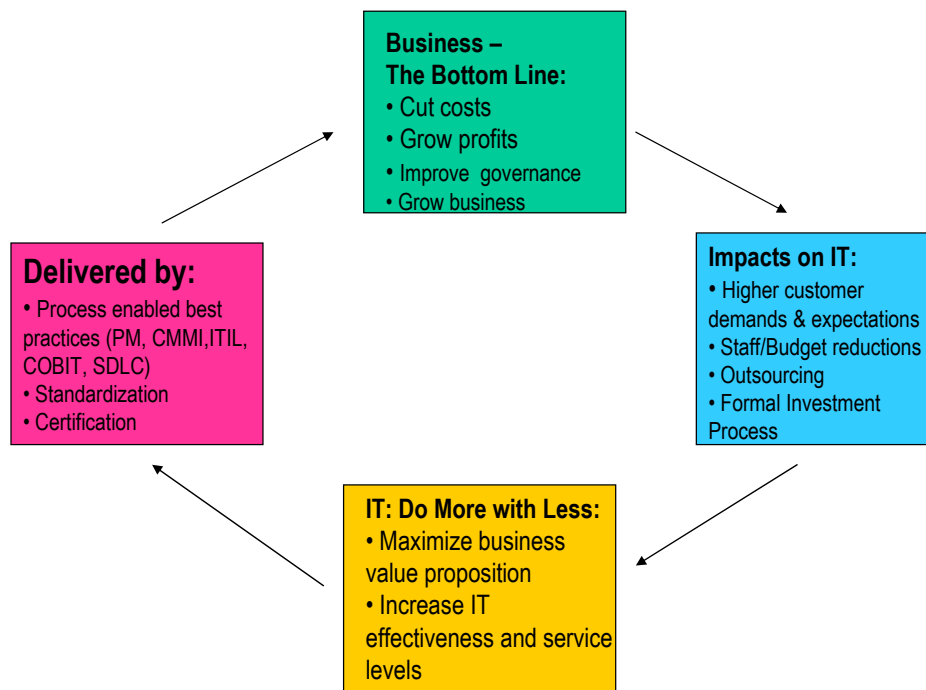 Business –
The Bottom Line:
• Cut costs
• Grow profits
• Improve governance
• Grow business
Delivered by:
• Process enabled best
practices (PM, CMMI,ITIL,
COBIT, SDLC)
• Standardization
• Certification
Impacts on IT:
• Higher customer
demands & expectations
• Staff/Budget reductions
• Outsourcing
• Formal Investment
Process
IT: Do More with Less:
• Maximize business
value proposition
• Increase IT
effectiveness and service
levels